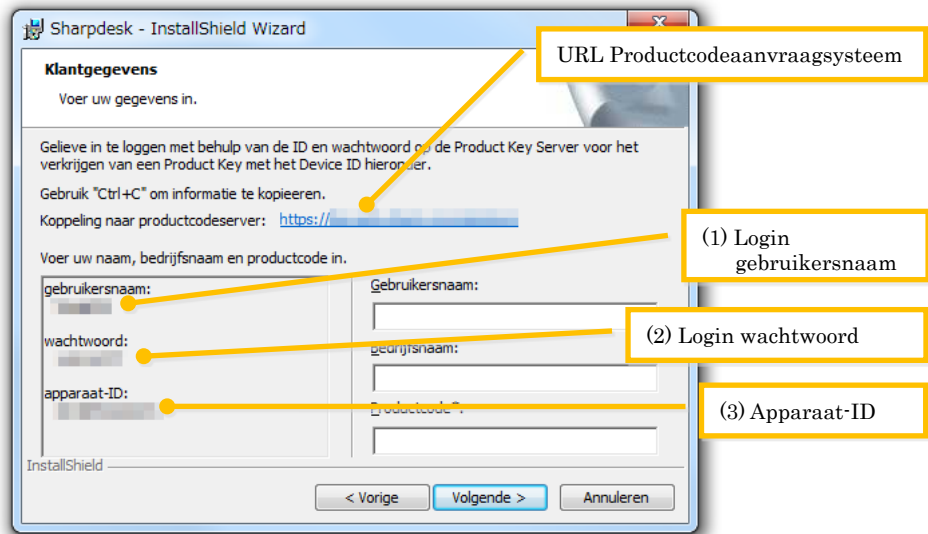 Sharpdesk - InstallShield Wizard
URL Productcodeaanvraagsysteem
Klantgegevens
Voer uw gegevens in.
Gelieve in te loggen met behulp van de ID en wachtwoord op de Product Key Server voor het
verkrijgen van een Product Key met het Device ID hieronder.
Gebruik "Ctrl+C" om informatie te kopieeren.
Koppeling naar productcodeserver: https://
(1) Login
gebruikersnaam
Voer uw naam, bedrijfsnaam en productcode in.
gebruikersnaam:
Gebruikersnaam:
(2) Login wachtwoord
wachtwoord:
Bedrijfsnaam:
apparaat-ID:
(3) Apparaat-ID
InstallShield
< Vorige
Volgende >
Annuleren